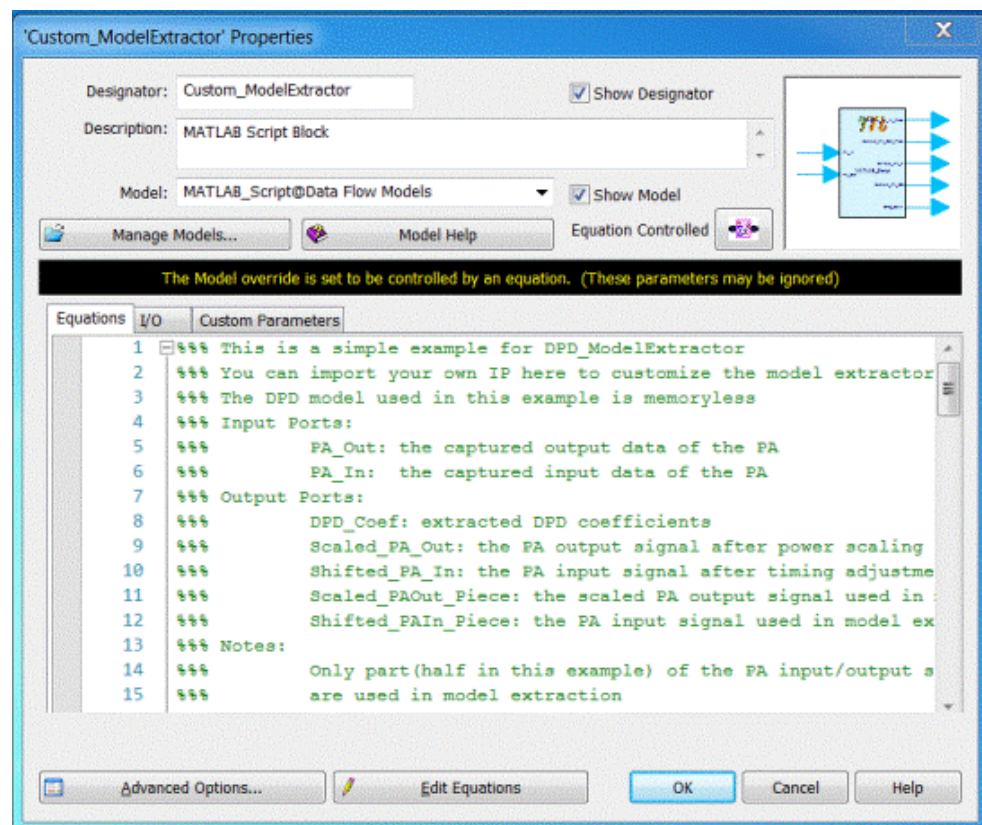 'Custom_ModelExtractor' Properties
Designator: Custom_ModelExtractor
Show Designator
Description: MATLAB Script Block
Model: MATLAB_Script@Data Flow Models
Show Model
Manage Models...
Model Help
Equation Controlled
The Model override is set to be controlled by an equation. (These parameters may be ignored)
Equations I/O Custom Parameters
1 %%% This is a simple example for DPD_ModelExtractor
2 %%% You can import your own IP here to customize the model extractor
3 %%% The DPD model used in this example is memoryless
4 %%% Input Ports:
5 %%% PA_Out: the captured output data of the PA
6 %%% PA_In: the captured input data of the PA
7 %%% Output Ports:
8 %%% DPD_Coef: extracted DPD coefficients
9 %%% Scaled_PA_Out: the PA output signal after power scaling
10 %%% Shifted_PA_In: the PA input signal after timing adjustme
11 %%% Scaled_PAOut_Piece: the scaled PA output signal used in
12 %%% Shifted_PAIn_Piece: the PA input signal used in model ex
13 %%% Notes:
14 %%% Only part(half in this example) of the PA input/output s
15 %%% are used in model extraction
Advanced Options...
Edit Equations
OK
Cancel
Help